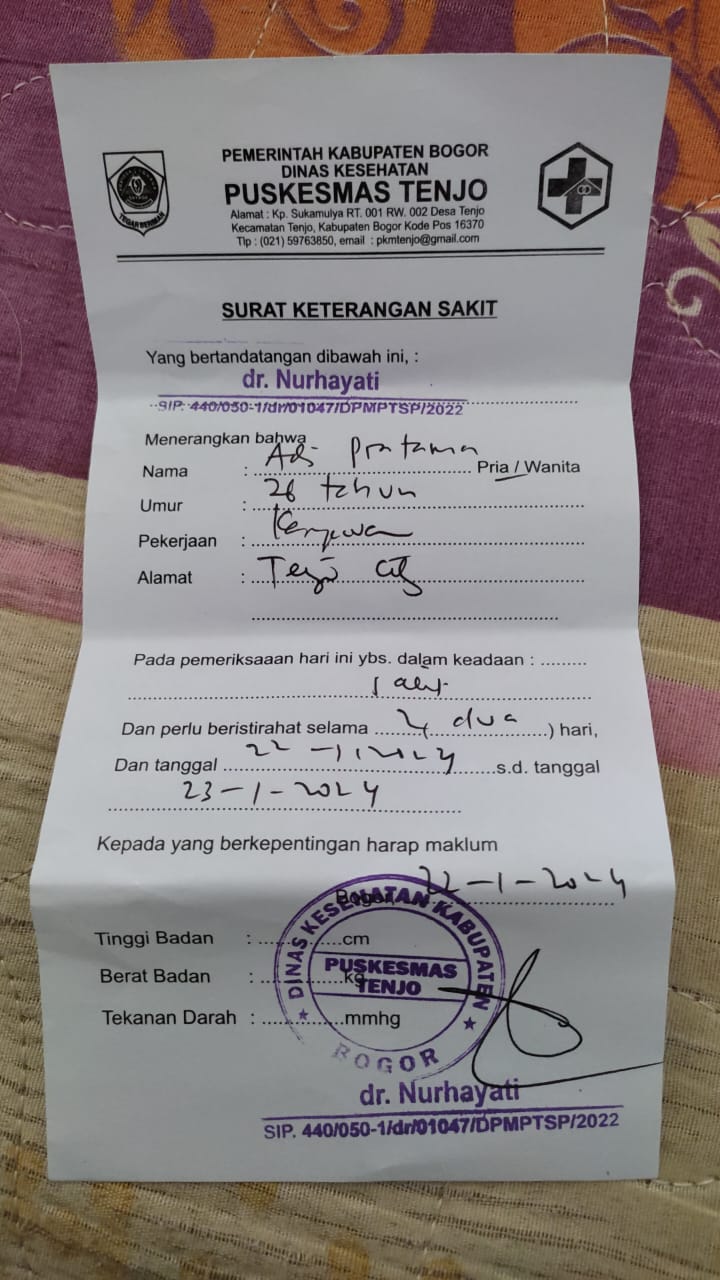 PEMERINTAH KABUPATEN BOGOR
DINAS KESEHATAN
PUSKESMAS TENJO
Alamat : Kp. Sukamulya RT. 001 RW. 002 Desa Tenjo
Kecamatan Tenjo, Kabupaten Bogor Kode Pos 16370
Tlp : (021) 59763850, email : pkmtenjo@gmail.com
TEGAR BERIMAN
SURAT KETERANGAN SAKIT
Yang bertandatangan dibawah ini, :
dr. Nurhayati
SIP. 440/050-1/dr/01047/DPMPTSP/2022
Menerangkan bahwa
Nama : Adi Pratama Pria / Wanita
Umur : 26 tahun
Pekerjaan : Karyawan
Alamat : Tenjo City
Pada pemeriksaaan hari ini ybs. dalam keadaan : .........
Sakit
Dan perlu beristirahat selama 2 ( dua ) hari,
Dan tanggal 22-1-2024 s.d. tanggal
23-1-2024
Kepada yang berkepentingan harap maklum
Bogor, 22-1-2024
Tinggi Badan : ...............cm
Berat Badan : ...............kg
Tekanan Darah : ...............mmhg
DINAS KESEHATAN KABUPATEN
PUSKESMAS
TENJO
BOGOR
dr. Nurhayati
SIP. 440/050-1/dr/01047/DPMPTSP/2022